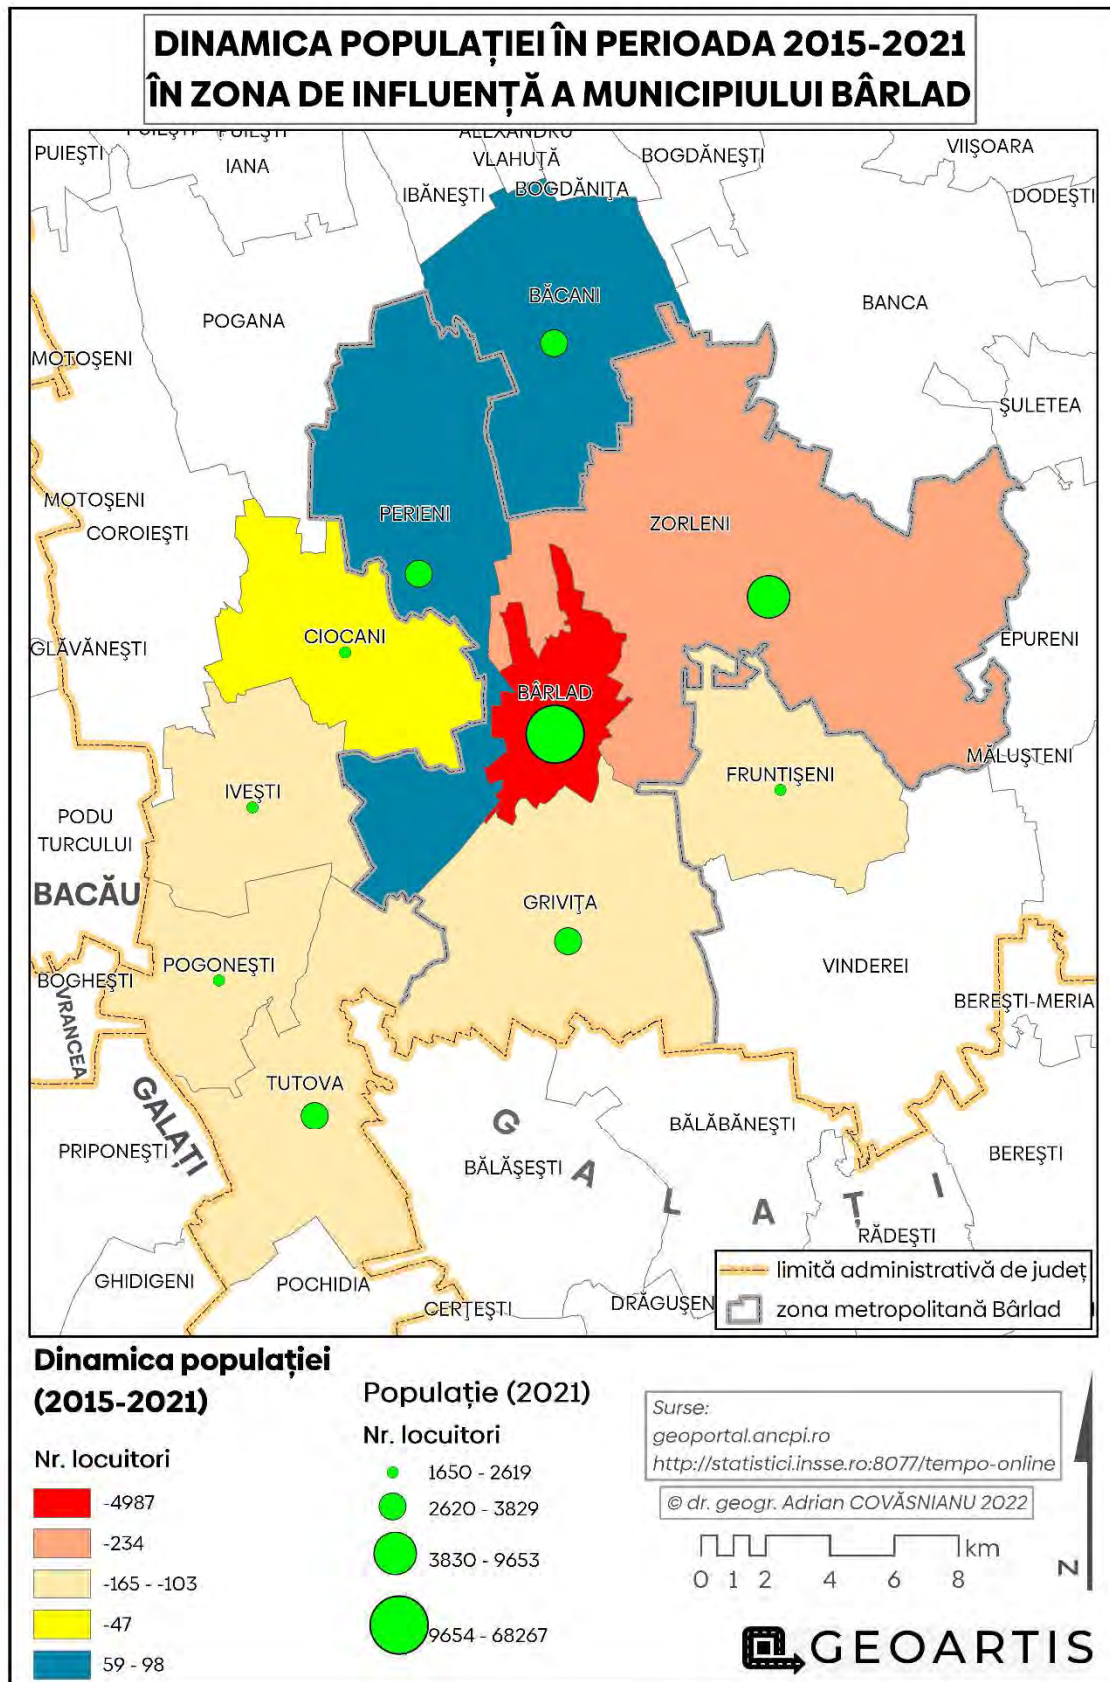 DINAMICA POPULAȚIEI ÎN PERIOADA 2015-2021
ÎN ZONA DE INFLUENȚĂ A MUNICIPIULUI BÂRLAD
PUIEȘTI
PUIEȘTI
ALEXANDRU
VLAHUȚĂ
BOGDĂNEȘTI
VIIȘOARA
PUIEȘTI
IANA
IBĂNEȘTI
BOGDĂNIȚA
DODEȘTI
BĂCANI
BANCA
POGANA
MOTOȘENI
ȘULETEA
MOTOȘENI
PERIENI
ZORLENI
COROIEȘTI
CIOCANI
EPURENI
GLĂVĂNEȘTI
BÂRLAD
MĂLUȘTENI
FRUNTIȘENI
IVEȘTI
PODU
TURCULUI
BACĂU
GRIVIȚA
POGONEȘTI
VINDEREI
BOGHEȘTI
VRANCEA
BEREȘTI-MERIA
TUTOVA
GALAȚI
BĂLĂBĂNEȘTI
PRIPONEȘTI
BĂLĂȘEȘTI
BEREȘTI
G A L A Ț I
RĂDEȘTI
GHIDIGENI
POCHIDIA
CERȚEȘTI
DRĂGUȘEN
limită administrativă de județ
zona metropolitană Bârlad
Dinamica populației
(2015-2021)
Nr. locuitori
-4987
-234
-165 - -103
-47
59 - 98
Populație (2021)
Nr. locuitori
1650 - 2619
2620 - 3829
3830 - 9653
9654 - 68267
Surse:
geoportal.ancpi.ro
http://statistici.insse.ro:8077/tempo-online
© dr. geogr. Adrian COVĂSNIANU 2022
km
0 1 2 4 6 8
N
GEOARTIS